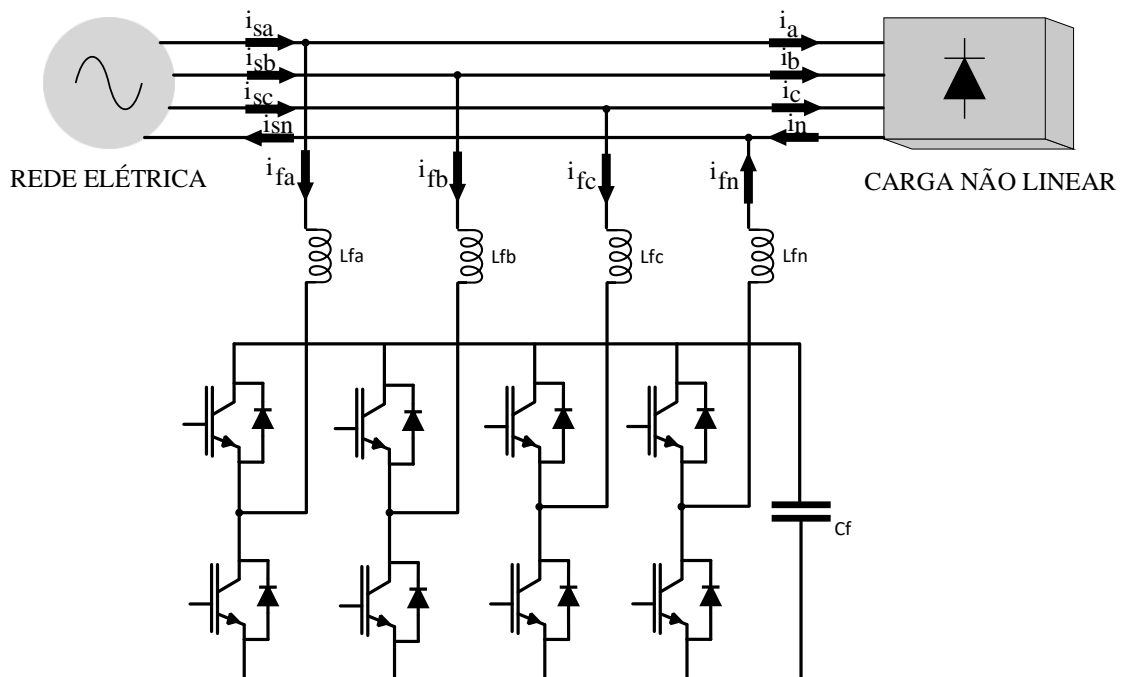 isa
isb
isc
isn
ia
ib
ic
in
REDE ELÉTRICA
ifa
ifb
ifc
ifn
CARGA NÃO LINEAR
Lfa
Lfb
Lfc
Lfn
Cf